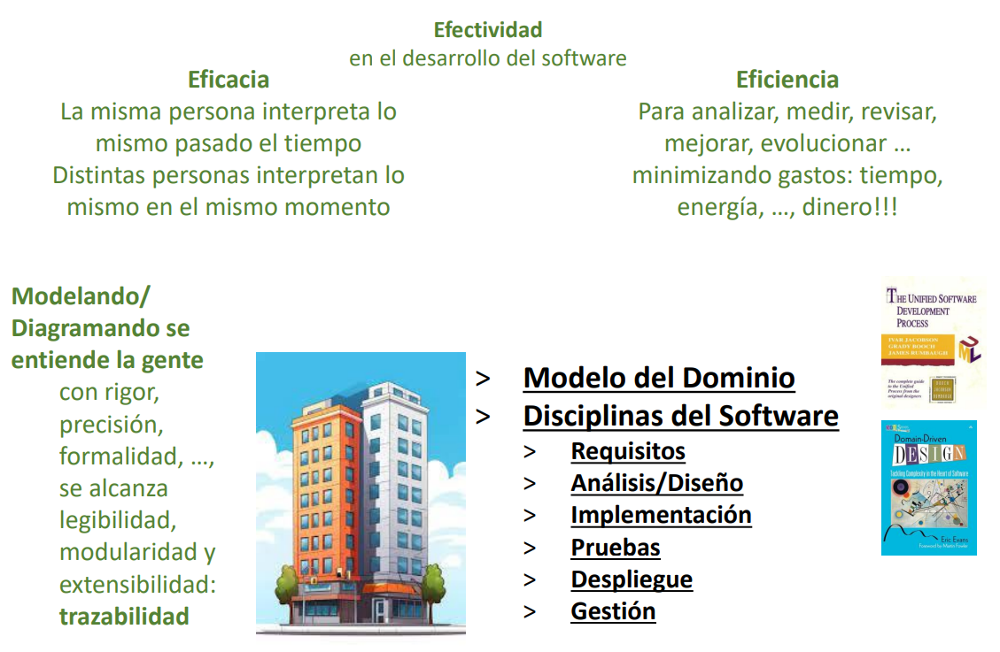 Efectividad
en el desarrollo del software
Eficacia
La misma persona interpreta lo
mismo pasado el tiempo
Distintas personas interpretan lo
mismo en el mismo momento
Eficiencia
Para analizar, medir, revisar,
mejorar, evolucionar …
minimizando gastos: tiempo,
energía, …, dinero!!!
Modelando/
Diagramando se
entiende la gente
con rigor,
precisión,
formalidad, …,
se alcanza
legibilidad,
modularidad y
extensibilidad:
trazabilidad
> Modelo del Dominio
> Disciplinas del Software
> Requisitos
> Análisis/Diseño
> Implementación
> Pruebas
> Despliegue
> Gestión
THE UNIFIED SOFTWARE
DEVELOPMENT
PROCESS
IVAR JACOBSON
GRADY BOOCH
JAMES RUMBAUGH
UML
The complete guide
to the Unified
Process from the
original designers
Domain-Driven
DESIGN
Tackling Complexity in the Heart of Software
Eric Evans
Foreword by Martin Fowler